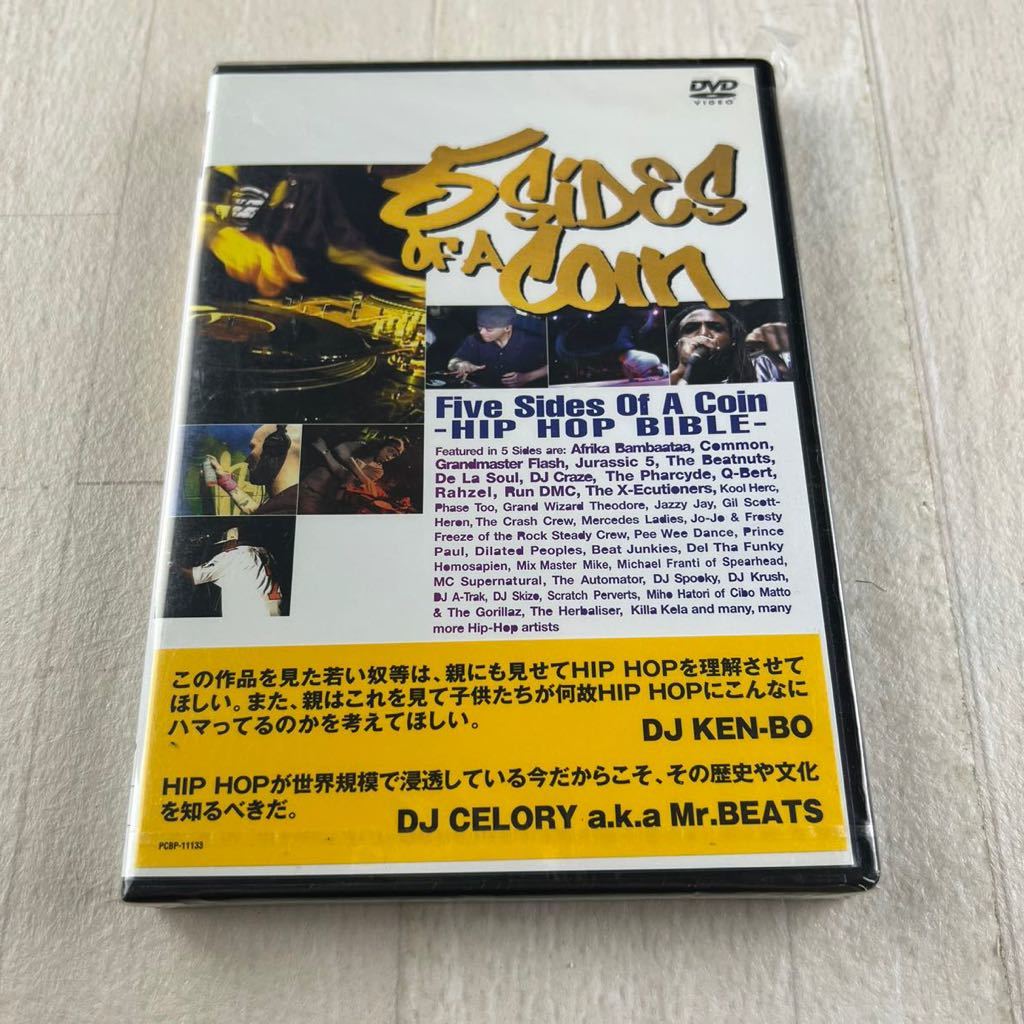 DVD
VIDEO
5 SiDES
OF A Coin
Five Sides Of A Coin
-HIP HOP BIBLE-
Featured in 5 Sides are: Afrika Bambaataa, Common,
Grandmaster Flash, Jurassic 5, The Beatnuts,
De La Soul, DJ Craze, The Pharcyde, Q-Bert,
Rahzel, Run DMC, The X-Ecutioners, Kool Herc,
Phase Too, Grand Wizard Theodore, Jazzy Jay, Gil Scott-
Heron, The Crash Crew, Mercedes Ladies, Jo-Jo & Frosty
Freeze of the Rock Steady Crew, Pee Wee Dance, Prince
Paul, Dilated Peoples, Beat Junkies, Del Tha Funky
Homosapien, Mix Master Mike, Michael Franti of Spearhead,
MC Supernatural, The Automator, DJ Spooky, DJ Krush,
DJ A-Trak, DJ Skizo, Scratch Perverts, Miho Hatori of Cibo Matto
& The Gorillaz, The Herbaliser, Killa Kela and many, many
more Hip-Hop artists
この作品を見た若い奴等は、親にも見せてHIP HOPを理解させて
ほしい。また、親はこれを見て子供たちが何故HIP HOPにこんなに
ハマってるのかを考えてほしい。
DJ KEN-BO
HIP HOPが世界規模で浸透している今だからこそ、その歴史や文化
を知るべきだ。
DJ CELORY a.k.a Mr.BEATS
PCBP-11133